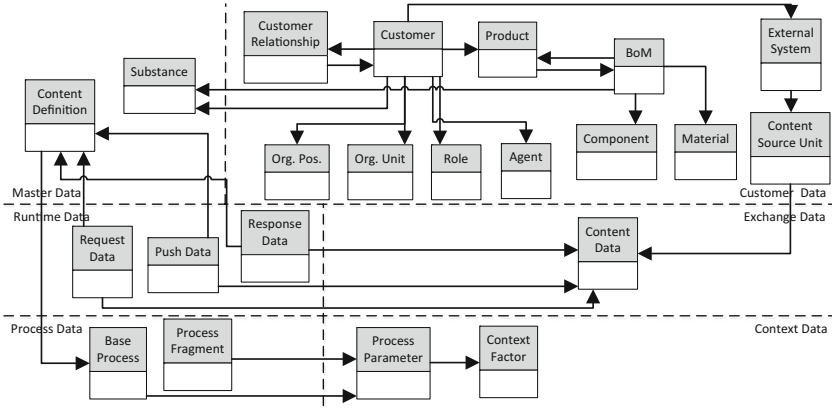 Customer
Relationship
Customer
Product
BoM
External
System
Substance
Content
Definition
Org. Pos.
Org. Unit
Role
Agent
Component
Material
Content
Source Unit
Master Data
Customer Data
Runtime Data
Exchange Data
Request
Data
Push Data
Response
Data
Content
Data
Process Data
Context Data
Base
Process
Process
Fragment
Process
Parameter
Context
Factor